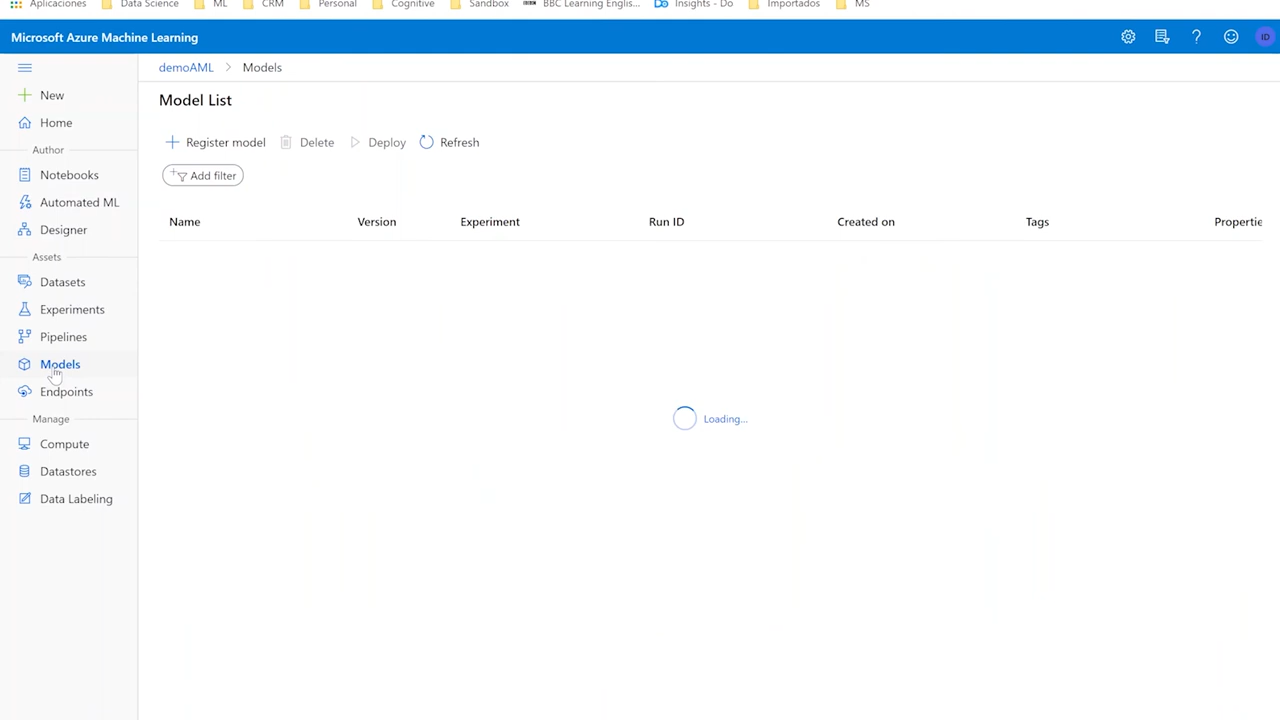 Aplicaciones Data Science ML CRM Personal Cognitive Sandbox BBC Learning Englis... Insights - Do Importados MS
Microsoft Azure Machine Learning ID
demoAML > Models
New
Home
Author
Notebooks
Automated ML
Designer
Assets
Datasets
Experiments
Pipelines
Models
Endpoints
Manage
Compute
Datastores
Data Labeling
Model List
Register model Delete Deploy Refresh
Add filter
Name Version Experiment Run ID Created on Tags Propertie
Loading...